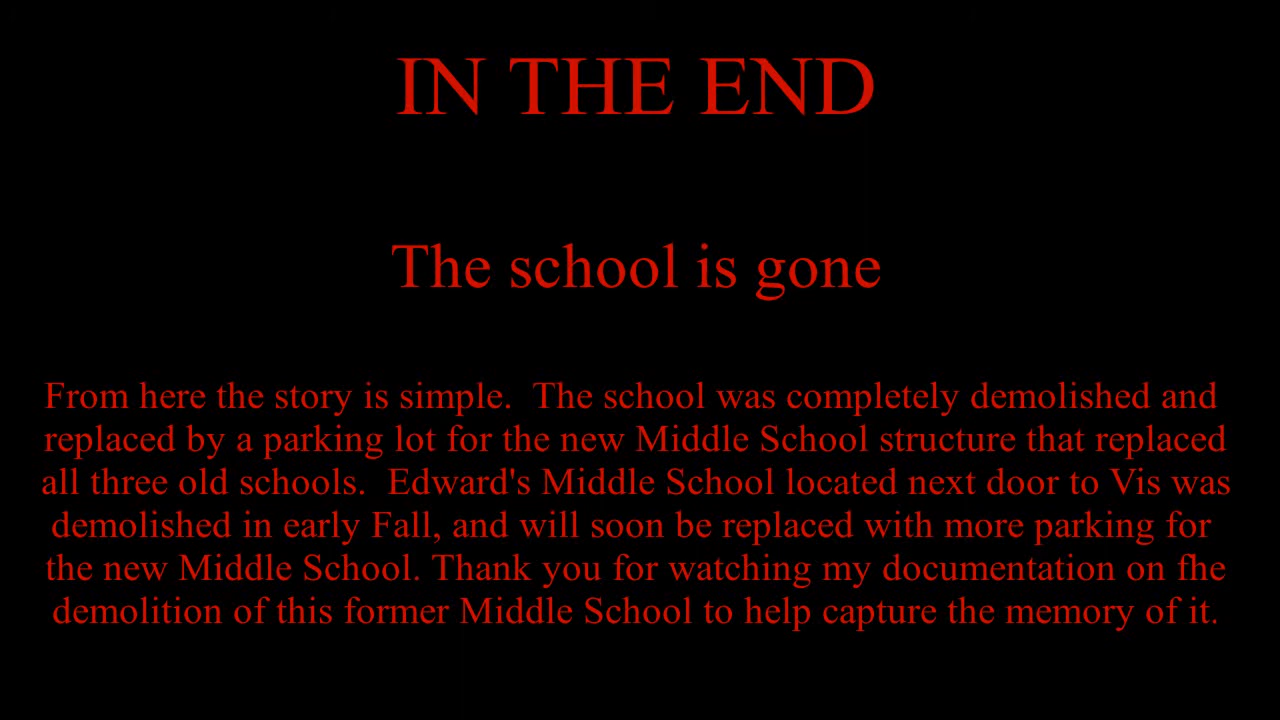 IN THE END
The school is gone
From here the story is simple.  The school was completely demolished and
replaced by a parking lot for the new Middle School structure that replaced
all three old schools.  Edward's Middle School located next door to Vis was
demolished in early Fall, and will soon be replaced with more parking for
the new Middle School. Thank you for watching my documentation on fhe
demolition of this former Middle School to help capture the memory of it.